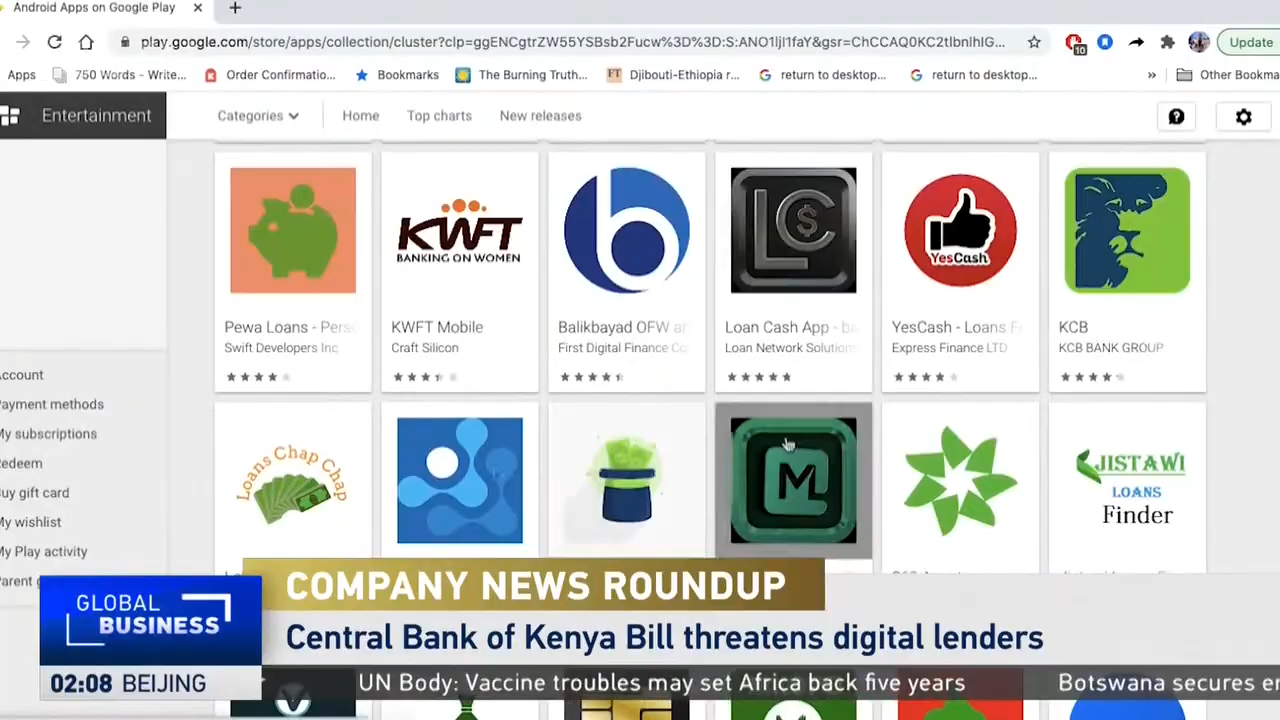 Android Apps on Google Play
play.google.com/store/apps/collection/cluster?clp=ggENCgtrZW55YSBsb2Fucw%3D%3D:S:ANO1ljI1faY&gsr=ChCCAQ0KC2tlbnlhIG...
10
Update
Apps
750 Words - Write...
Order Confirmatio...
Bookmarks
The Burning Truth...
FT
Djibouti-Ethiopia r...
return to desktop...
return to desktop...
»
Other Bookma
Entertainment
Categories
Home
Top charts
New releases
KWFT
BANKING ON WOMEN
b
LC
$
YesCash
Pewa Loans - Pers
Swift Developers Inc
KWFT Mobile
Craft Silicon
Balikbayad OFW a
First Digital Finance Co
Loan Cash App - b
Loan Network Solution
YesCash - Loans F
Express Finance LTD
KCB
KCB BANK GROUP
Account
Payment methods
My subscriptions
Redeem
Buy gift card
My wishlist
My Play activity
Parent
Loans Chap Chap
ML
JISTAWI
LOANS
Finder
COMPANY NEWS ROUNDUP
GLOBAL
BUSINESS
Central Bank of Kenya Bill threatens digital lenders
02:08 BEIJING
UN Body: Vaccine troubles may set Africa back five years
Botswana secures